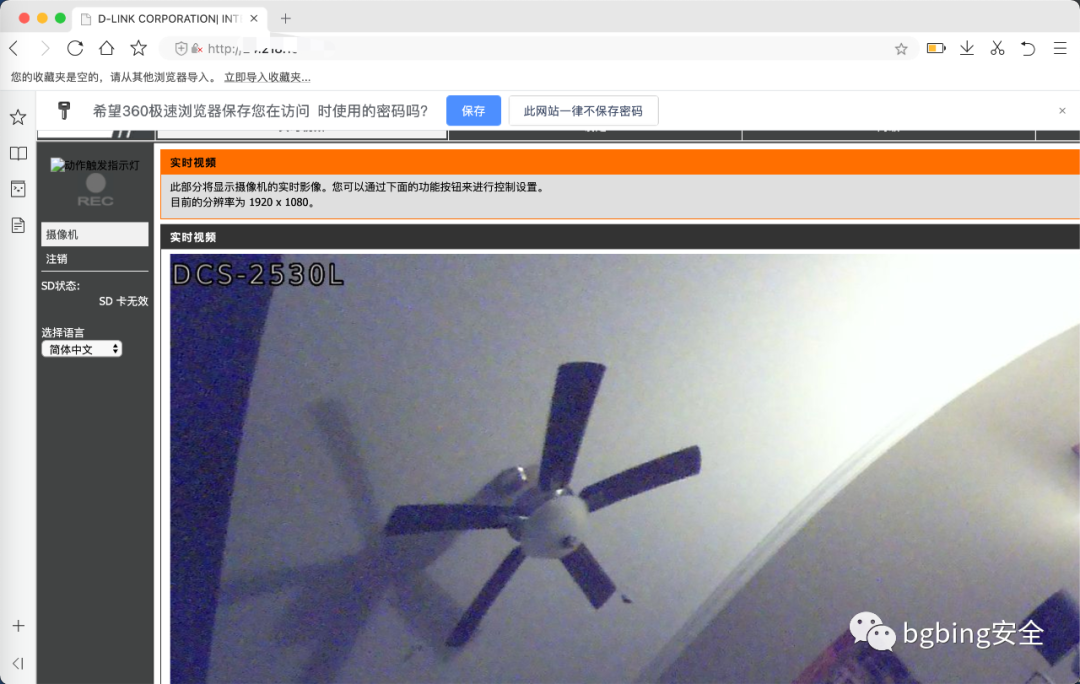 D-LINK CORPORATION| INT
http:/
您的收藏夹是空的，请从其他浏览器导入。 立即导入收藏夹...
希望360极速浏览器保存您在访问 时使用的密码吗?
保存
此网站一律不保存密码
动作触发指示灯
REC
摄像机
注销
SD状态:
SD 卡无效
选择语言
简体中文
实时视频
此部分将显示摄像机的实时影像。您可以通过下面的功能按钮来进行控制设置。
目前的分辨率为 1920 x 1080。
实时视频
DCS-2530L
bgbing安全